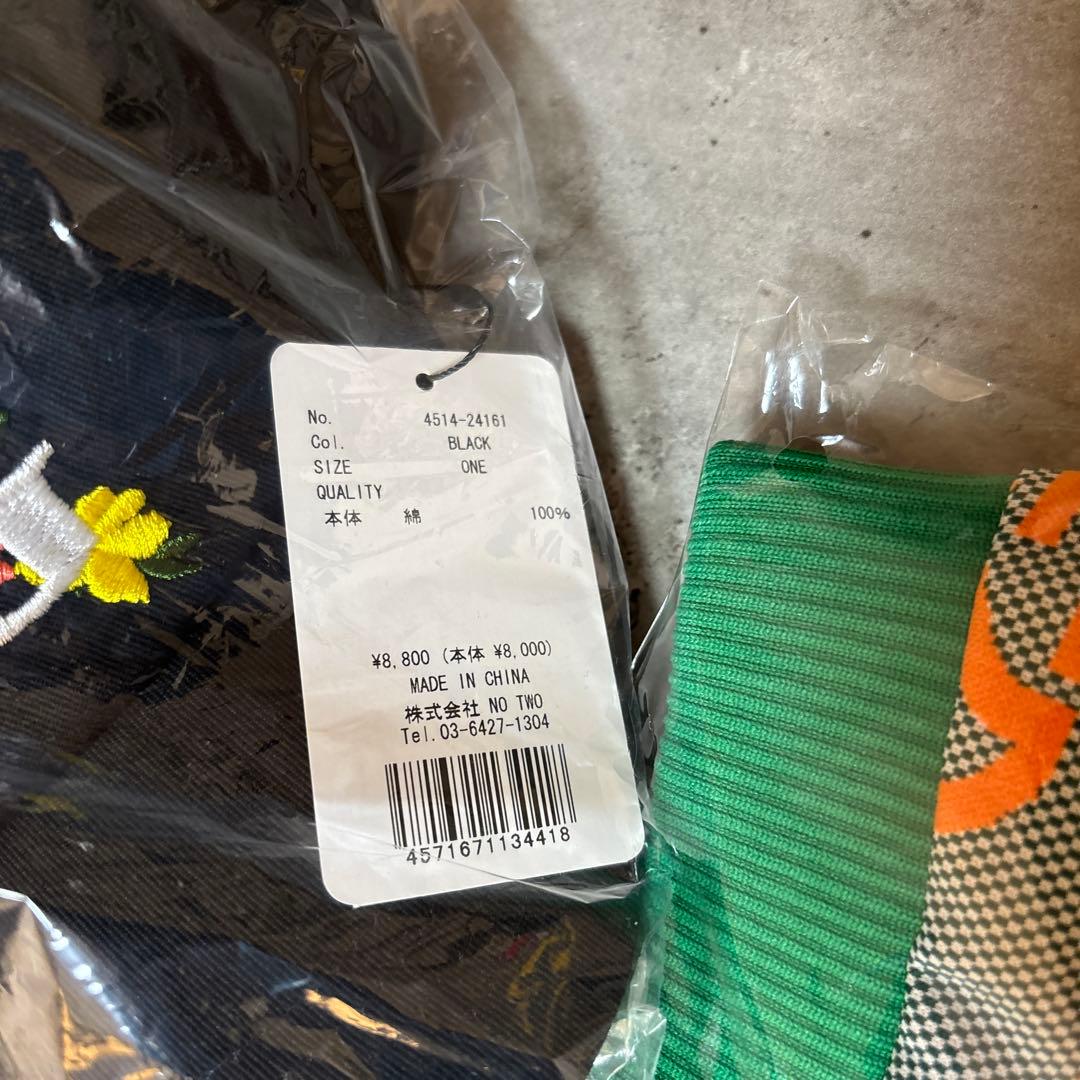 No. 4514-24161
Col. BLACK
SIZE ONE
QUALITY
本体 綿 100%
¥8,800 (本体 ¥8,000)
MADE IN CHINA
株式会社 NO TWO
Tel.03-6427-1304
4571671134418